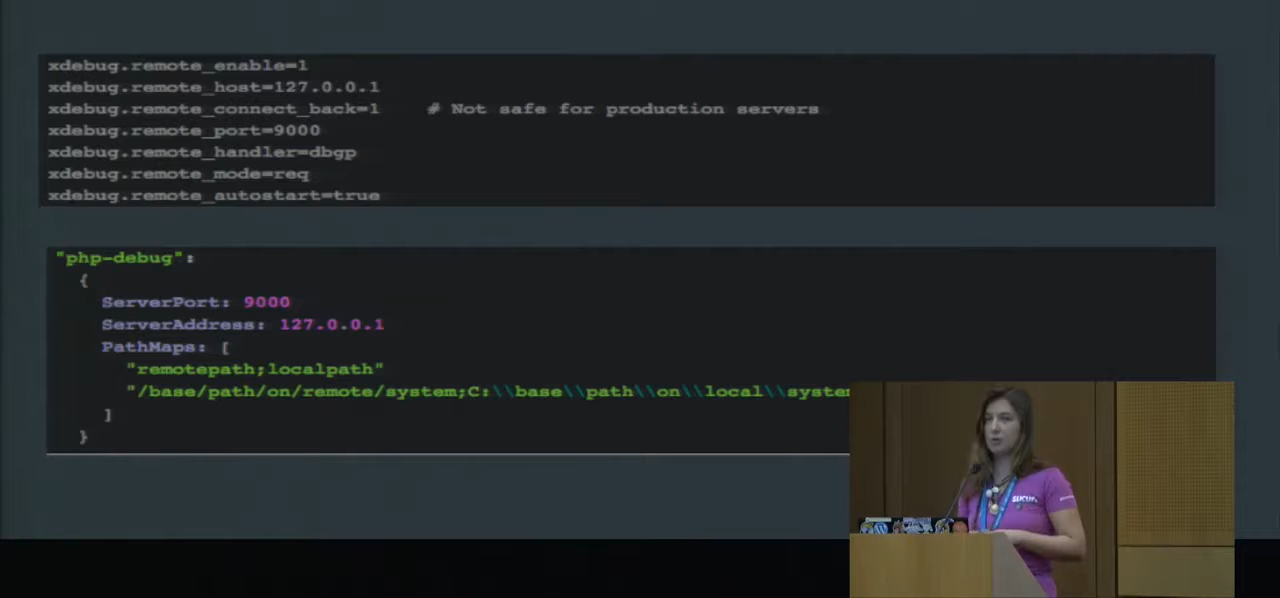 xdebug.remote_enable=1
xdebug.remote_host=127.0.0.1
xdebug.remote_connect_back=1    # Not safe for production servers
xdebug.remote_port=9000
xdebug.remote_handler=dbgp
xdebug.remote_mode=req
xdebug.remote_autostart=true
"php-debug":
{
ServerPort: 9000
ServerAddress: 127.0.0.1
PathMaps: [
"remotepath;localpath"
"/base/path/on/remote/system;C:\\base\\path\\on\\local\\system
]
}